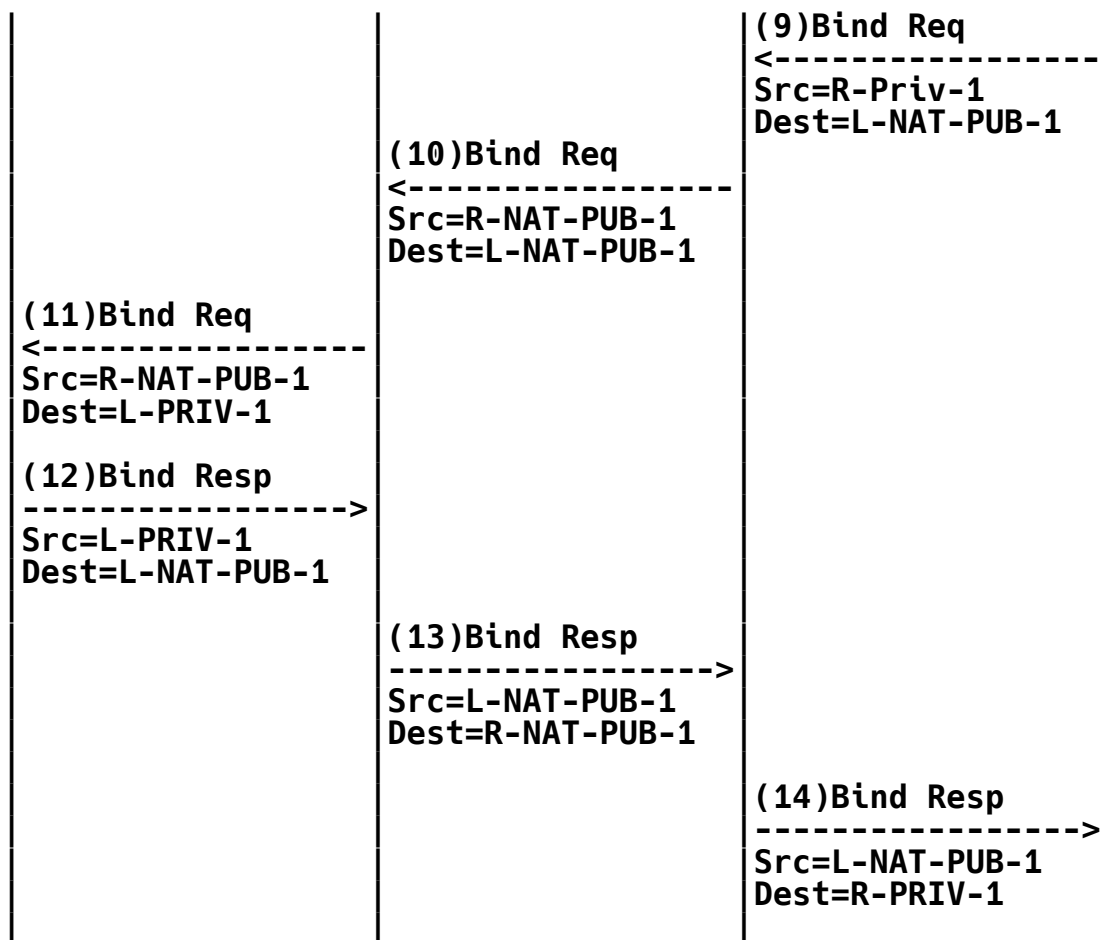 (9)Bind Req
<-----------------
Src=R-Priv-1
Dest=L-NAT-PUB-1
(10)Bind Req
<-----------------
Src=R-NAT-PUB-1
Dest=L-NAT-PUB-1
(11)Bind Req
<-----------------
Src=R-NAT-PUB-1
Dest=L-PRIV-1
(12)Bind Resp
----------------->
Src=L-PRIV-1
Dest=L-NAT-PUB-1
(13)Bind Resp
----------------->
Src=L-NAT-PUB-1
Dest=R-NAT-PUB-1
(14)Bind Resp
----------------->
Src=L-NAT-PUB-1
Dest=R-PRIV-1